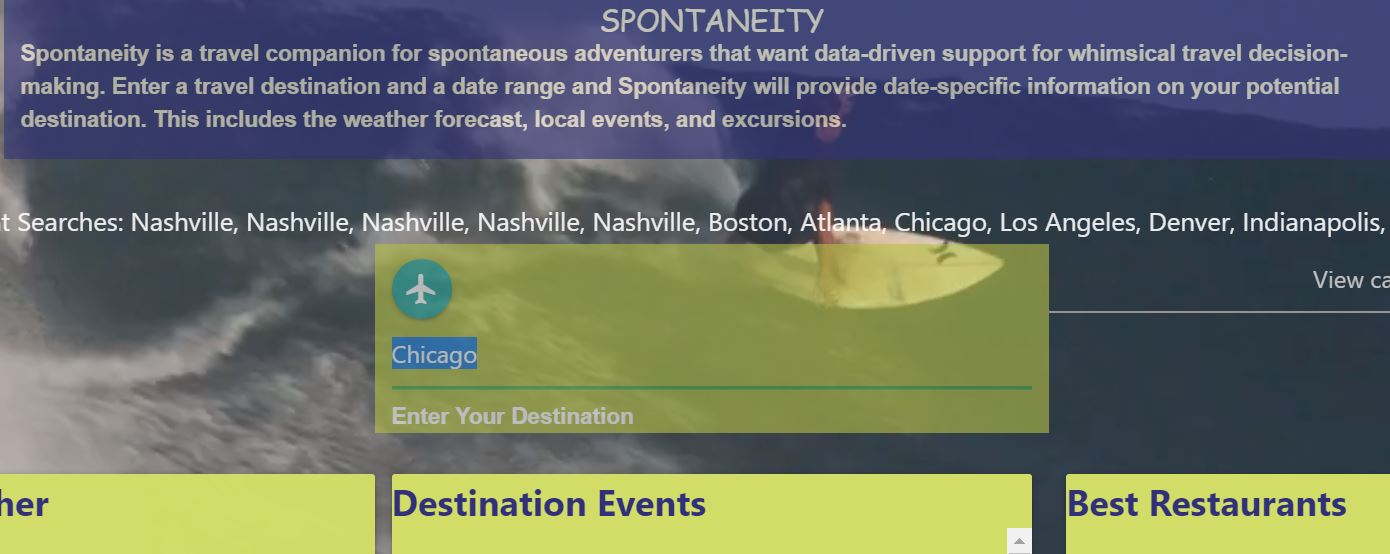 SPONTANEITY
Spontaneity is a travel companion for spontaneous adventurers that want data-driven support for whimsical travel decision-
making. Enter a travel destination and a date range and Spontaneity will provide date-specific information on your potential
destination. This includes the weather forecast, local events, and excursions.
t Searches: Nashville, Nashville, Nashville, Nashville, Nashville, Boston, Atlanta, Chicago, Los Angeles, Denver, Indianapolis,
View ca
Chicago
Enter Your Destination
her
Destination Events
Best Restaurants